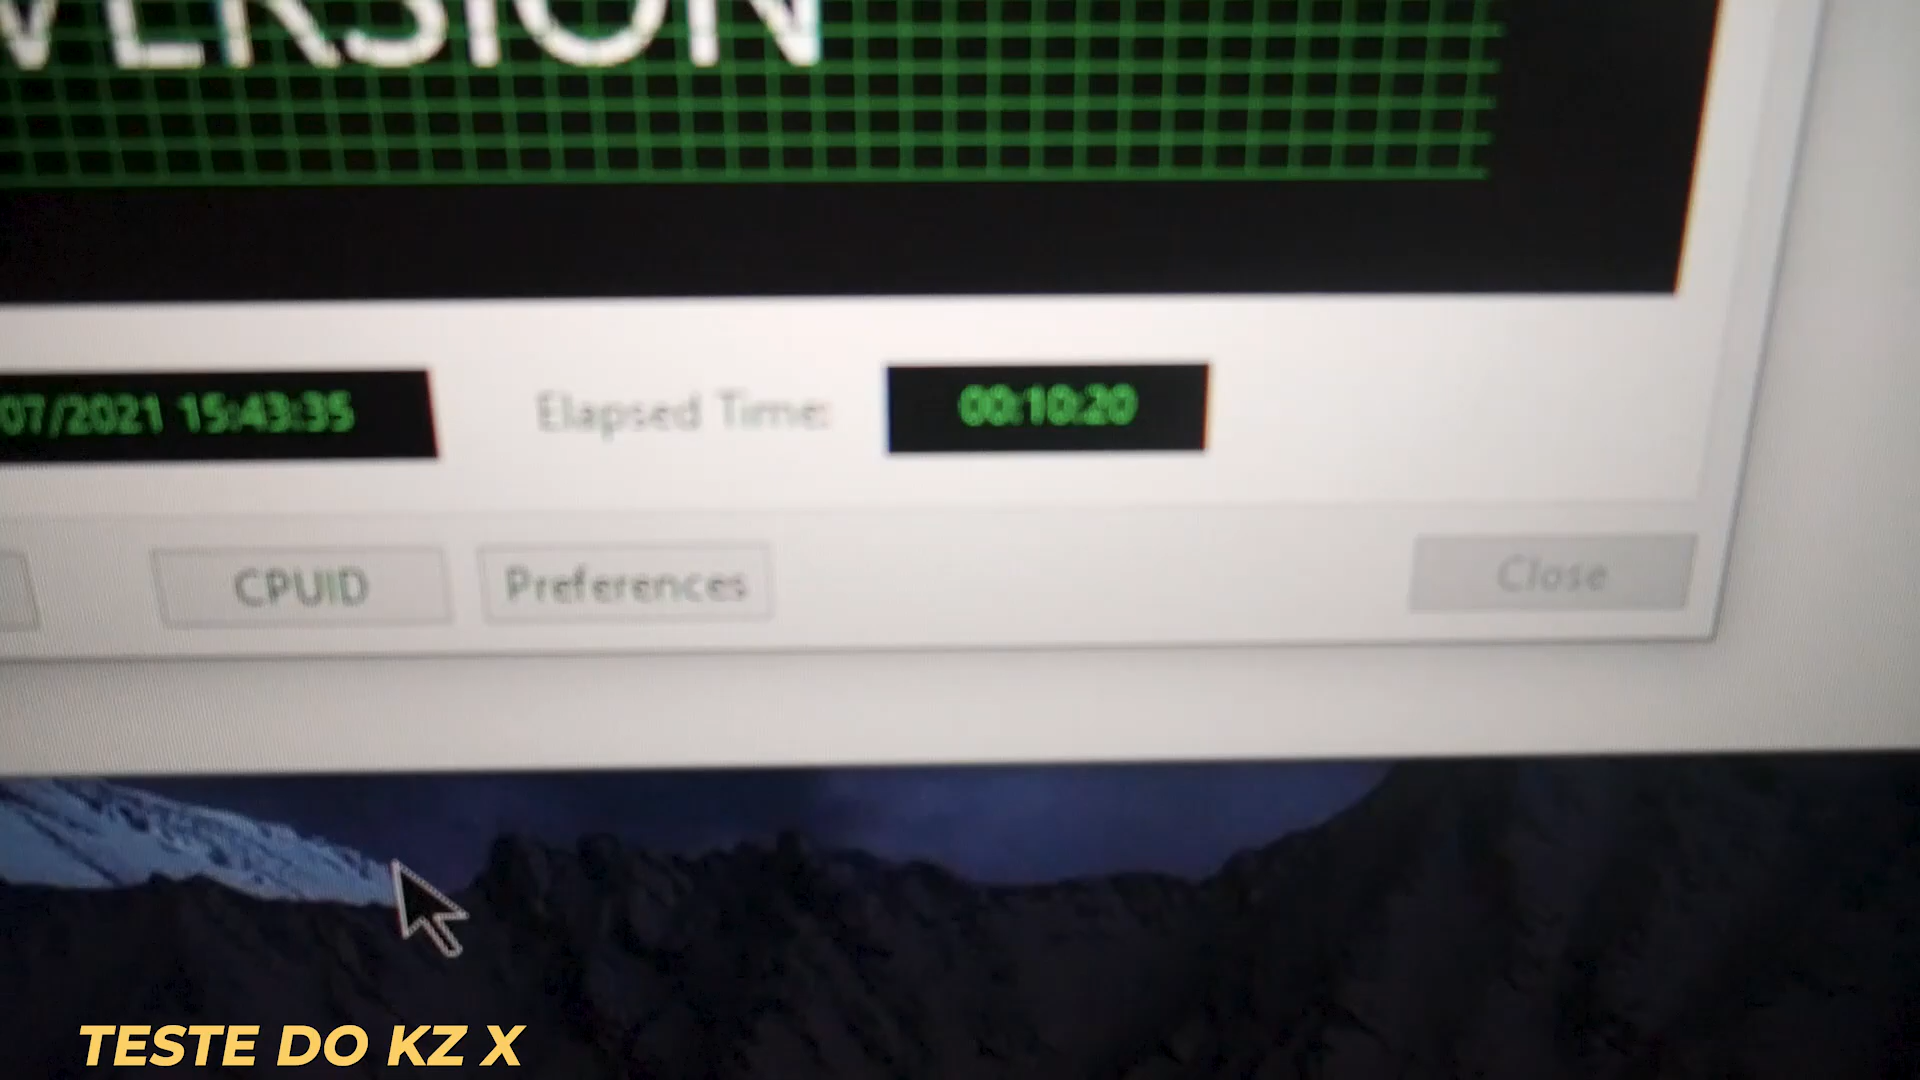 VERSION
07/2021 15:43:35
Elapsed Time:
00:10:20
CPUID
Preferences
Close
TESTE DO KZ X